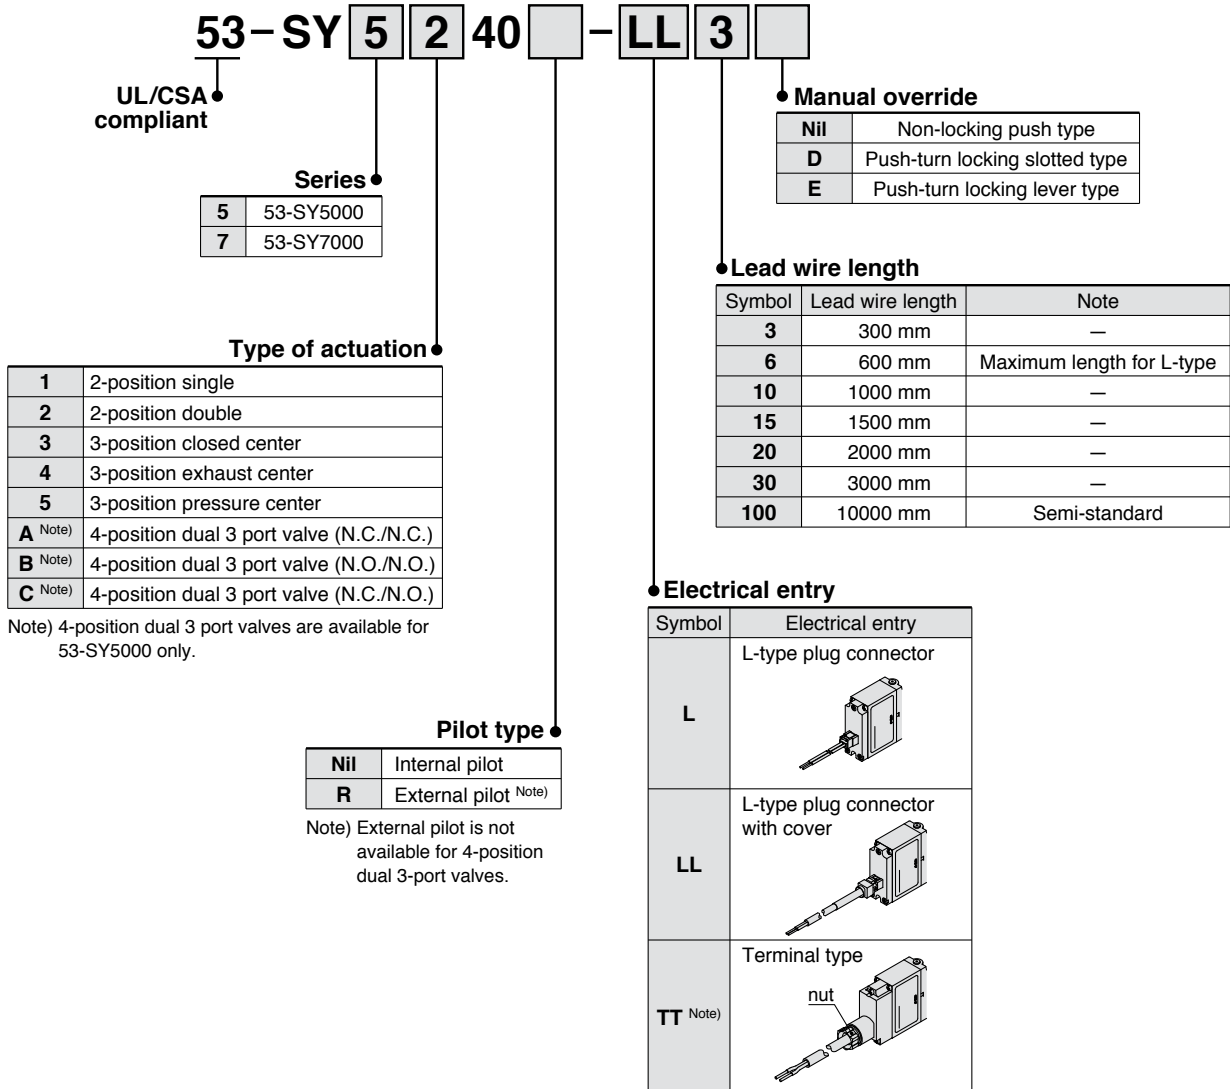 53–SY 5 2 40 – LL 3
UL/CSA
compliant
Series
5 53-SY5000
7 53-SY7000
Type of actuation
1 2-position single
2 2-position double
3 3-position closed center
4 3-position exhaust center
5 3-position pressure center
A Note) 4-position dual 3 port valve (N.C./N.C.)
B Note) 4-position dual 3 port valve (N.O./N.O.)
C Note) 4-position dual 3 port valve (N.C./N.O.)
Note) 4-position dual 3 port valves are available for
53-SY5000 only.
Pilot type
Nil Internal pilot
R External pilot Note)
Note) External pilot is not
available for 4-position
dual 3-port valves.
Manual override
Nil Non-locking push type
D Push-turn locking slotted type
E Push-turn locking lever type
Lead wire length
Symbol Lead wire length Note
3 300 mm —
6 600 mm Maximum length for L-type
10 1000 mm —
15 1500 mm —
20 2000 mm —
30 3000 mm —
100 10000 mm Semi-standard
Electrical entry
Symbol Electrical entry
L L-type plug connector
LL L-type plug connector
with cover
TT Note) Terminal type
nut